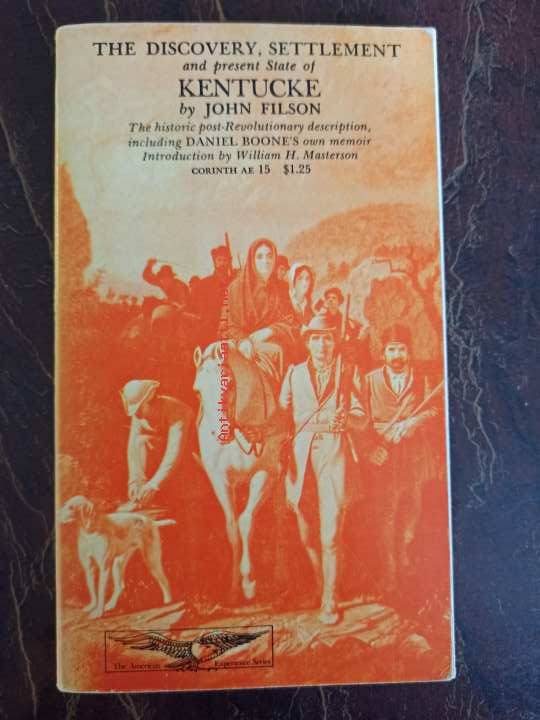 THE DISCOVERY, SETTLEMENT
and present State of
KENTUCKE
by JOHN FILSON
The historic post-Revolutionary description,
including DANIEL BOONE'S own memoir
Introduction by William H. Masterson
CORINTH AE 15 $1.25
The American Experience Series